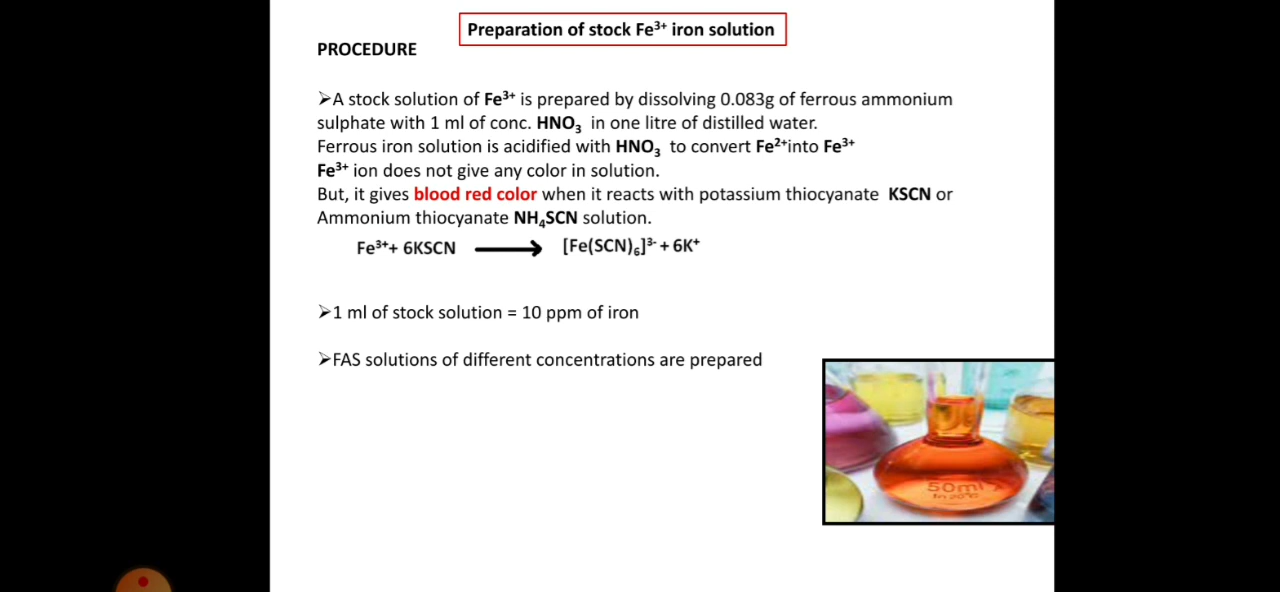 Preparation of stock Fe³⁺ iron solution
PROCEDURE
➢A stock solution of Fe³⁺ is prepared by dissolving 0.083g of ferrous ammonium
sulphate with 1 ml of conc. HNO₃ in one litre of distilled water.
Ferrous iron solution is acidified with HNO₃ to convert Fe²⁺into Fe³⁺
Fe³⁺ ion does not give any color in solution.
But, it gives blood red color when it reacts with potassium thiocyanate KSCN or
Ammonium thiocyanate NH₄SCN solution.
Fe³⁺+ 6KSCN ⟶ [Fe(SCN)₆]³⁻ + 6K⁺
➢1 ml of stock solution = 10 ppm of iron
➢FAS solutions of different concentrations are prepared
50ml